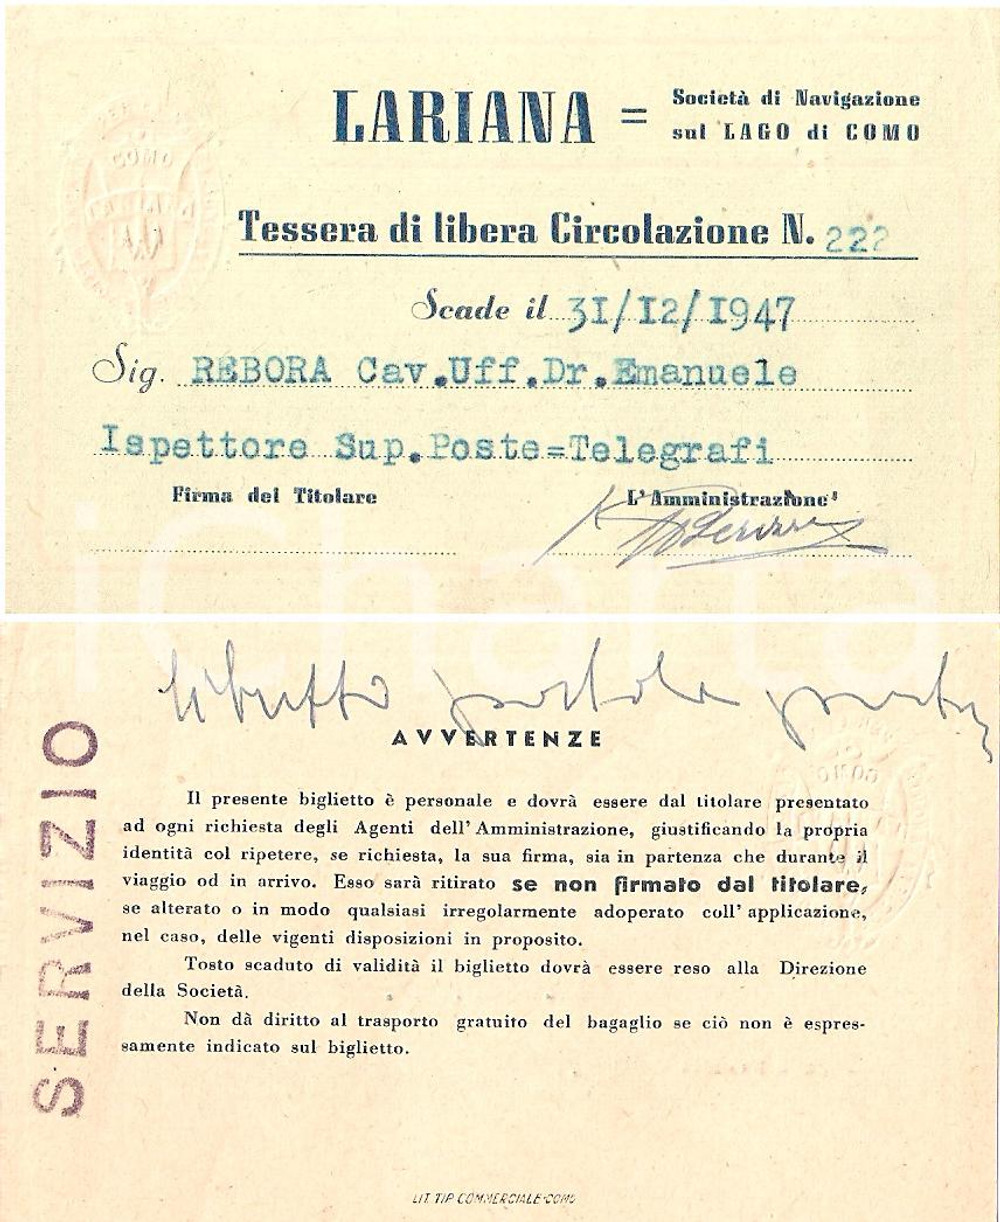 LARIANA = Società di Navigazione
sul LAGO di COMO
COMO
Tessera di libera Circolazione N. 222
Scade il 31/12/1947
Sig. REBORA Cav.Uff.Dr.Emanuele
Ispettore Sup.Poste=Telegrafi
Firma del Titolare L'Amministrazione
iCharta
libretto postale
AVVERTENZE
SERVIZIO
Il presente biglietto è personale e dovrà essere dal titolare presentato
ad ogni richiesta degli Agenti dell'Amministrazione, giustificando la propria
identità col ripetere, se richiesta, la sua firma, sia in partenza che durante il
viaggio od in arrivo. Esso sarà ritirato se non firmato dal titolare,
se alterato o in modo qualsiasi irregolarmente adoperato coll'applicazione,
nel caso, delle vigenti disposizioni in proposito.
Tosto scaduto di validità il biglietto dovrà essere reso alla Direzione
della Società.
Non dà diritto al trasporto gratuito del bagaglio se ciò non è espres-
samente indicato sul biglietto.
LIT. TIP. COMMERCIALE-COMO